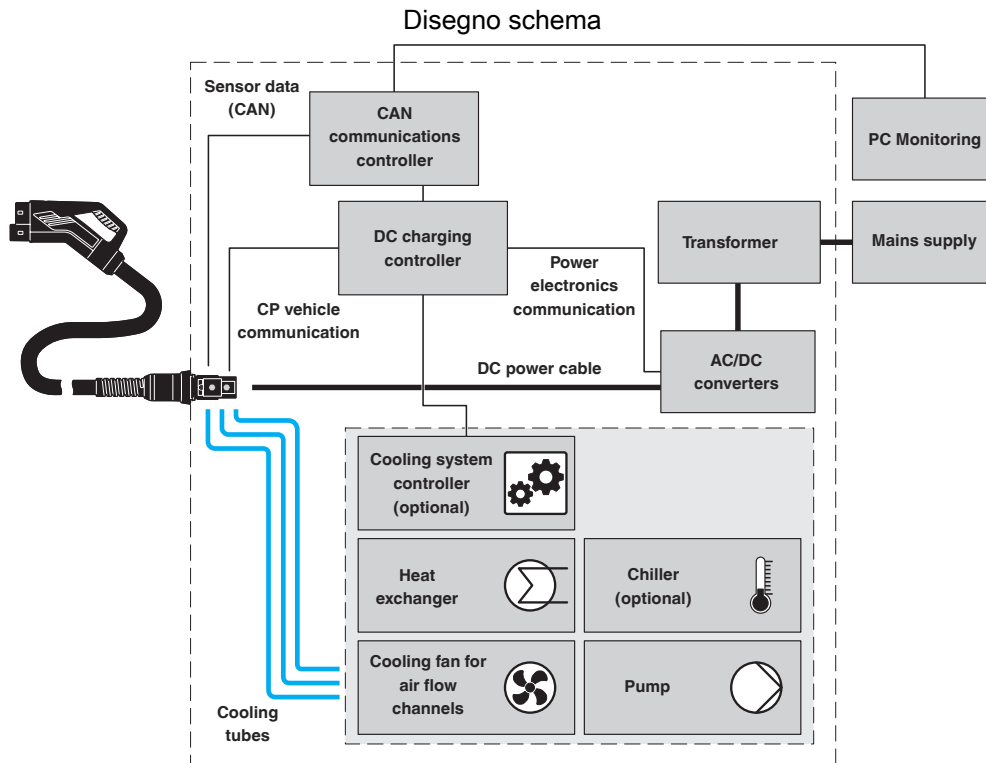 Disegno schema
Sensor data
(CAN)
CAN
communications
controller
PC Monitoring
DC charging
controller
Transformer
Mains supply
Power
electronics
communication
CP vehicle
communication
DC power cable
AC/DC
converters
Cooling system
controller
(optional)
Heat
exchanger
Chiller
(optional)
Cooling fan for
air flow
channels
Pump
Cooling
tubes